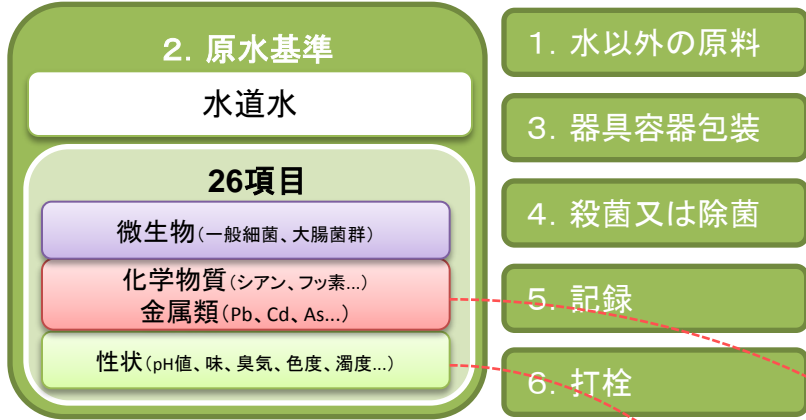 2. 原水基準
水道水
26項目
微生物(一般細菌、大腸菌群)
化学物質(シアン、フッ素...)
金属類(Pb、Cd、As...)
性状(pH値、味、臭気、色度、濁度...)
1. 水以外の原料
3. 器具容器包装
4. 殺菌又は除菌
5. 記録
6. 打栓